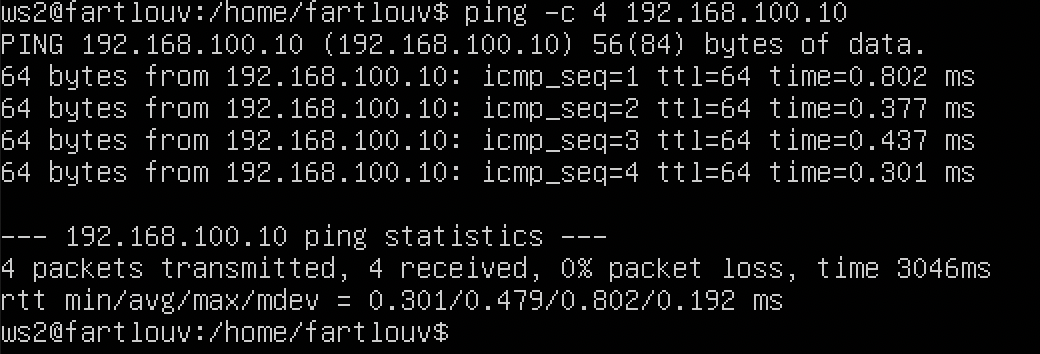 ws2@fartlouv:/home/fartlouv$ ping -c 4 192.168.100.10
PING 192.168.100.10 (192.168.100.10) 56(84) bytes of data.
64 bytes from 192.168.100.10: icmp_seq=1 ttl=64 time=0.802 ms
64 bytes from 192.168.100.10: icmp_seq=2 ttl=64 time=0.377 ms
64 bytes from 192.168.100.10: icmp_seq=3 ttl=64 time=0.437 ms
64 bytes from 192.168.100.10: icmp_seq=4 ttl=64 time=0.301 ms
--- 192.168.100.10 ping statistics ---
4 packets transmitted, 4 received, 0% packet loss, time 3046ms
rtt min/avg/max/mdev = 0.301/0.479/0.802/0.192 ms
ws2@fartlouv:/home/fartlouv$